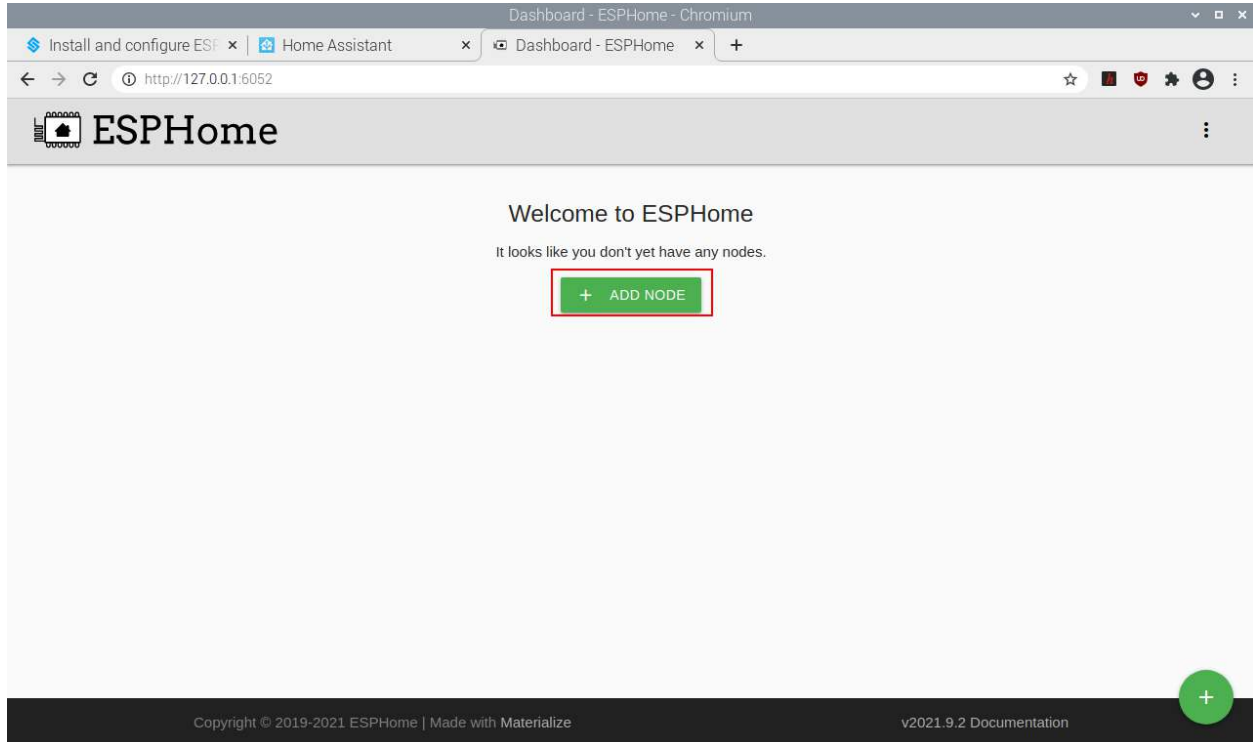 Dashboard - ESPHome - Chromium
Install and configure ESP
Home Assistant
Dashboard - ESPHome
http://127.0.0.1:6052
ESPHome
Welcome to ESPHome
It looks like you don't yet have any nodes.
+ ADD NODE
Copyright © 2019-2021 ESPHome | Made with Materialize
v2021.9.2 Documentation